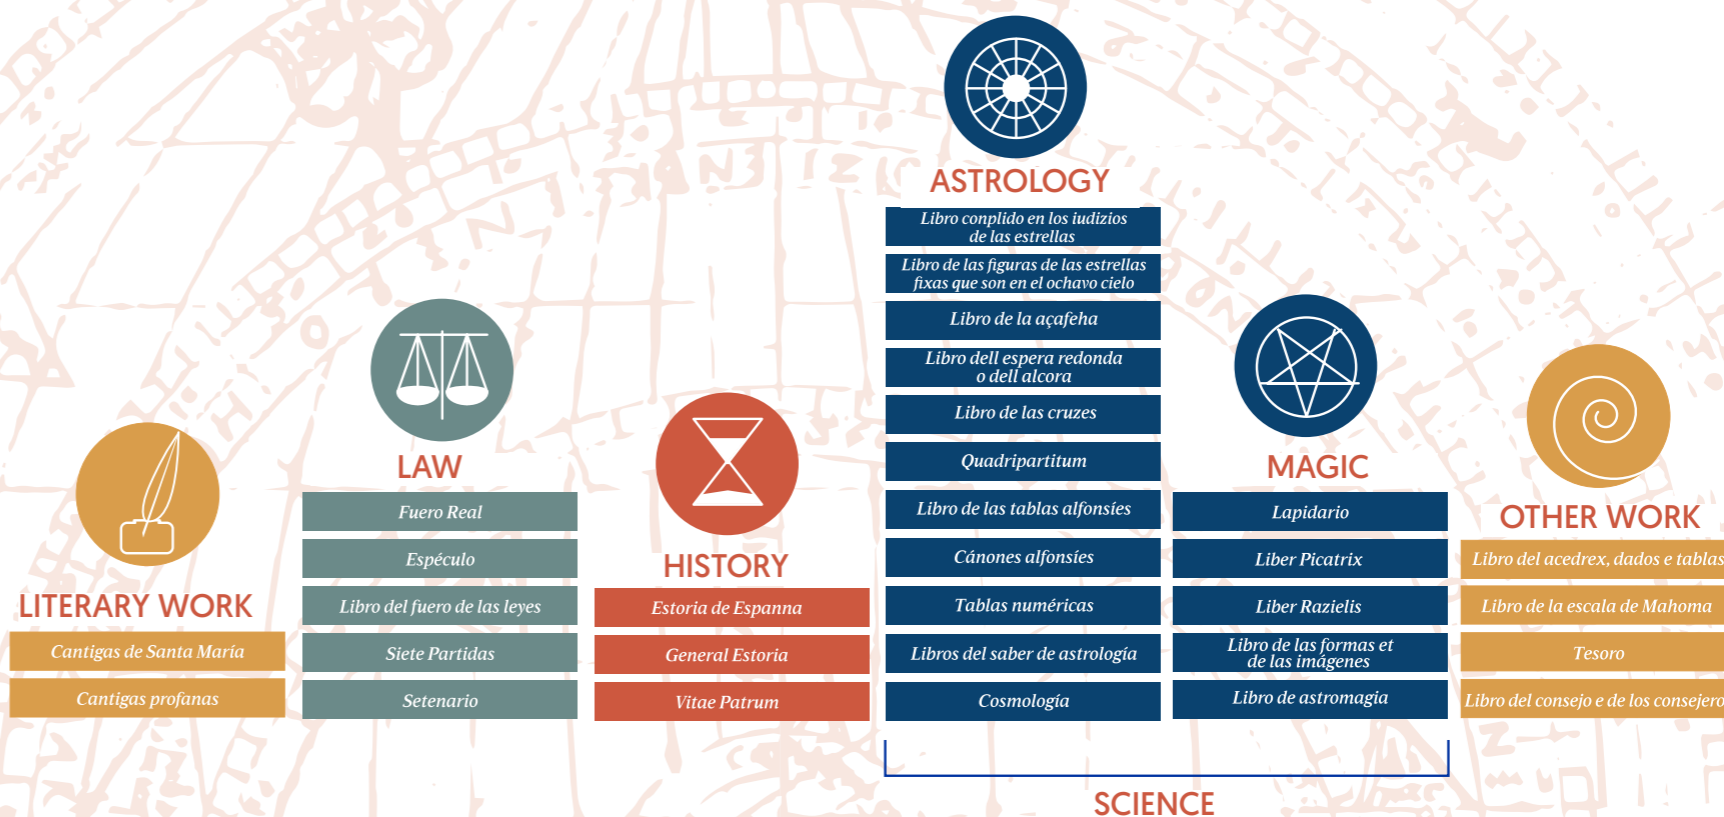 LITERARY WORK
Cantigas de Santa María
Cantigas profanas
LAW
Fuero Real
Espéculo
Libro del fuero de las leyes
Siete Partidas
Setenario
HISTORY
Estoria de Espanna
General Estoria
Vitae Patrum
ASTROLOGY
Libro conplido en los iudizios
de las estrellas
Libro de las figuras de las estrellas
fixas que son en el ochavo cielo
Libro de la açafeha
Libro dell espera redonda
o dell alcora
Libro de las cruzes
Quadripartitum
Libro de las tablas alfonsíes
Cánones alfonsíes
Tablas numéricas
Libros del saber de astrología
Cosmología
MAGIC
Lapidario
Liber Picatrix
Liber Razielis
Libro de las formas et
de las imágenes
Libro de astromagia
SCIENCE
OTHER WORK
Libro del acedrex, dados e tablas
Libro de la escala de Mahoma
Tesoro
Libro del consejo e de los consejero